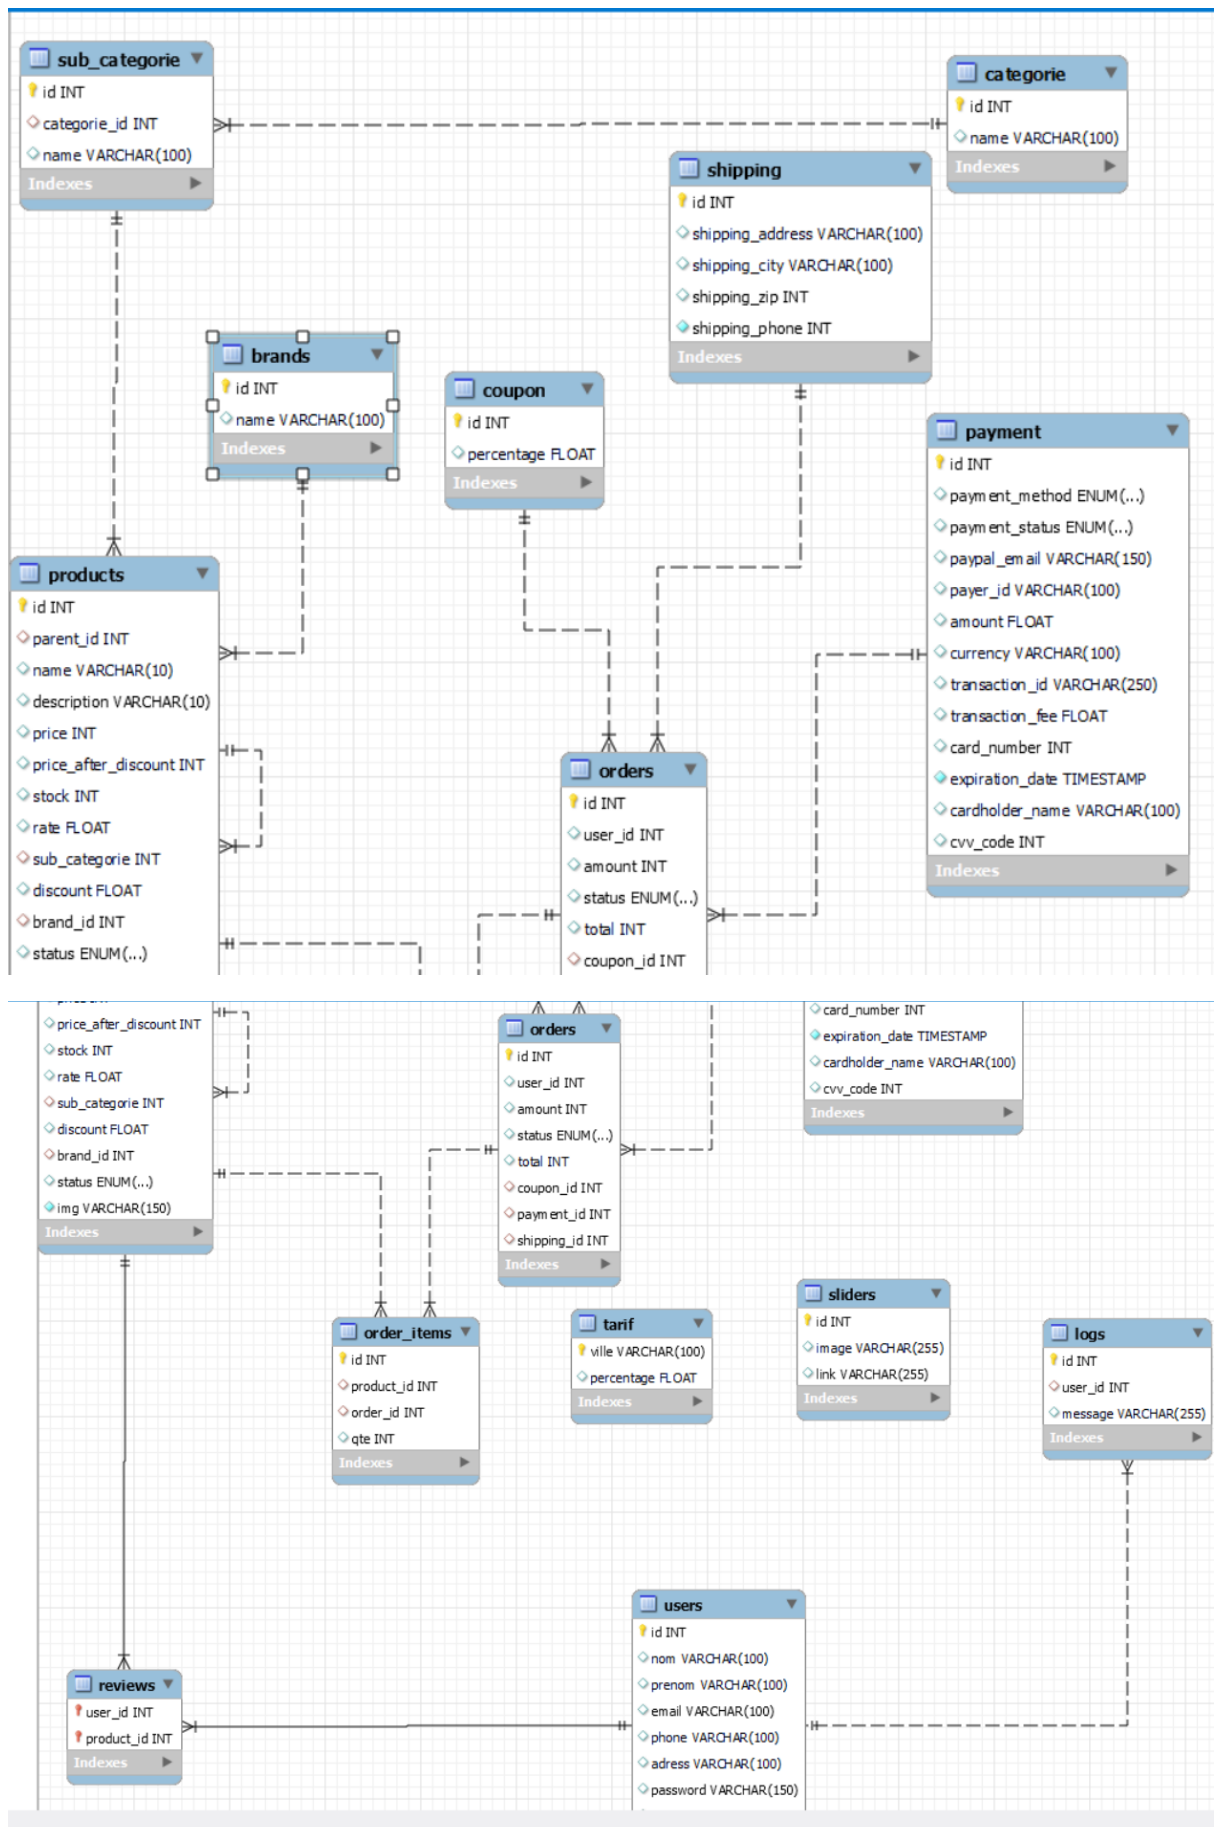 sub_categorie
id INT
categorie_id INT
name VARCHAR(100)
Indexes
categorie
id INT
name VARCHAR(100)
Indexes
shipping
id INT
shipping_address VARCHAR(100)
shipping_city VARCHAR(100)
shipping_zip INT
shipping_phone INT
Indexes
brands
id INT
name VARCHAR(100)
Indexes
coupon
id INT
percentage FLOAT
Indexes
payment
id INT
payment_method ENUM(...)
payment_status ENUM(...)
paypal_email VARCHAR(150)
payer_id VARCHAR(100)
amount FLOAT
currency VARCHAR(100)
transaction_id VARCHAR(250)
transaction_fee FLOAT
card_number INT
expiration_date TIMESTAMP
cardholder_name VARCHAR(100)
cvv_code INT
Indexes
products
id INT
parent_id INT
name VARCHAR(10)
description VARCHAR(10)
price INT
price_after_discount INT
stock INT
rate FLOAT
sub_categorie INT
discount FLOAT
brand_id INT
status ENUM(...)
orders
id INT
user_id INT
amount INT
status ENUM(...)
total INT
coupon_id INT
price_after_discount INT
stock INT
rate FLOAT
sub_categorie INT
discount FLOAT
brand_id INT
status ENUM(...)
img VARCHAR(150)
Indexes
orders
id INT
user_id INT
amount INT
status ENUM(...)
total INT
coupon_id INT
payment_id INT
shipping_id INT
Indexes
card_number INT
expiration_date TIMESTAMP
cardholder_name VARCHAR(100)
cvv_code INT
Indexes
order_items
id INT
product_id INT
order_id INT
qte INT
Indexes
tarif
ville VARCHAR(100)
percentage FLOAT
Indexes
sliders
id INT
image VARCHAR(255)
link VARCHAR(255)
Indexes
logs
id INT
user_id INT
message VARCHAR(255)
Indexes
reviews
user_id INT
product_id INT
Indexes
users
id INT
nom VARCHAR(100)
prenom VARCHAR(100)
email VARCHAR(100)
phone VARCHAR(100)
adress VARCHAR(100)
password VARCHAR(150)